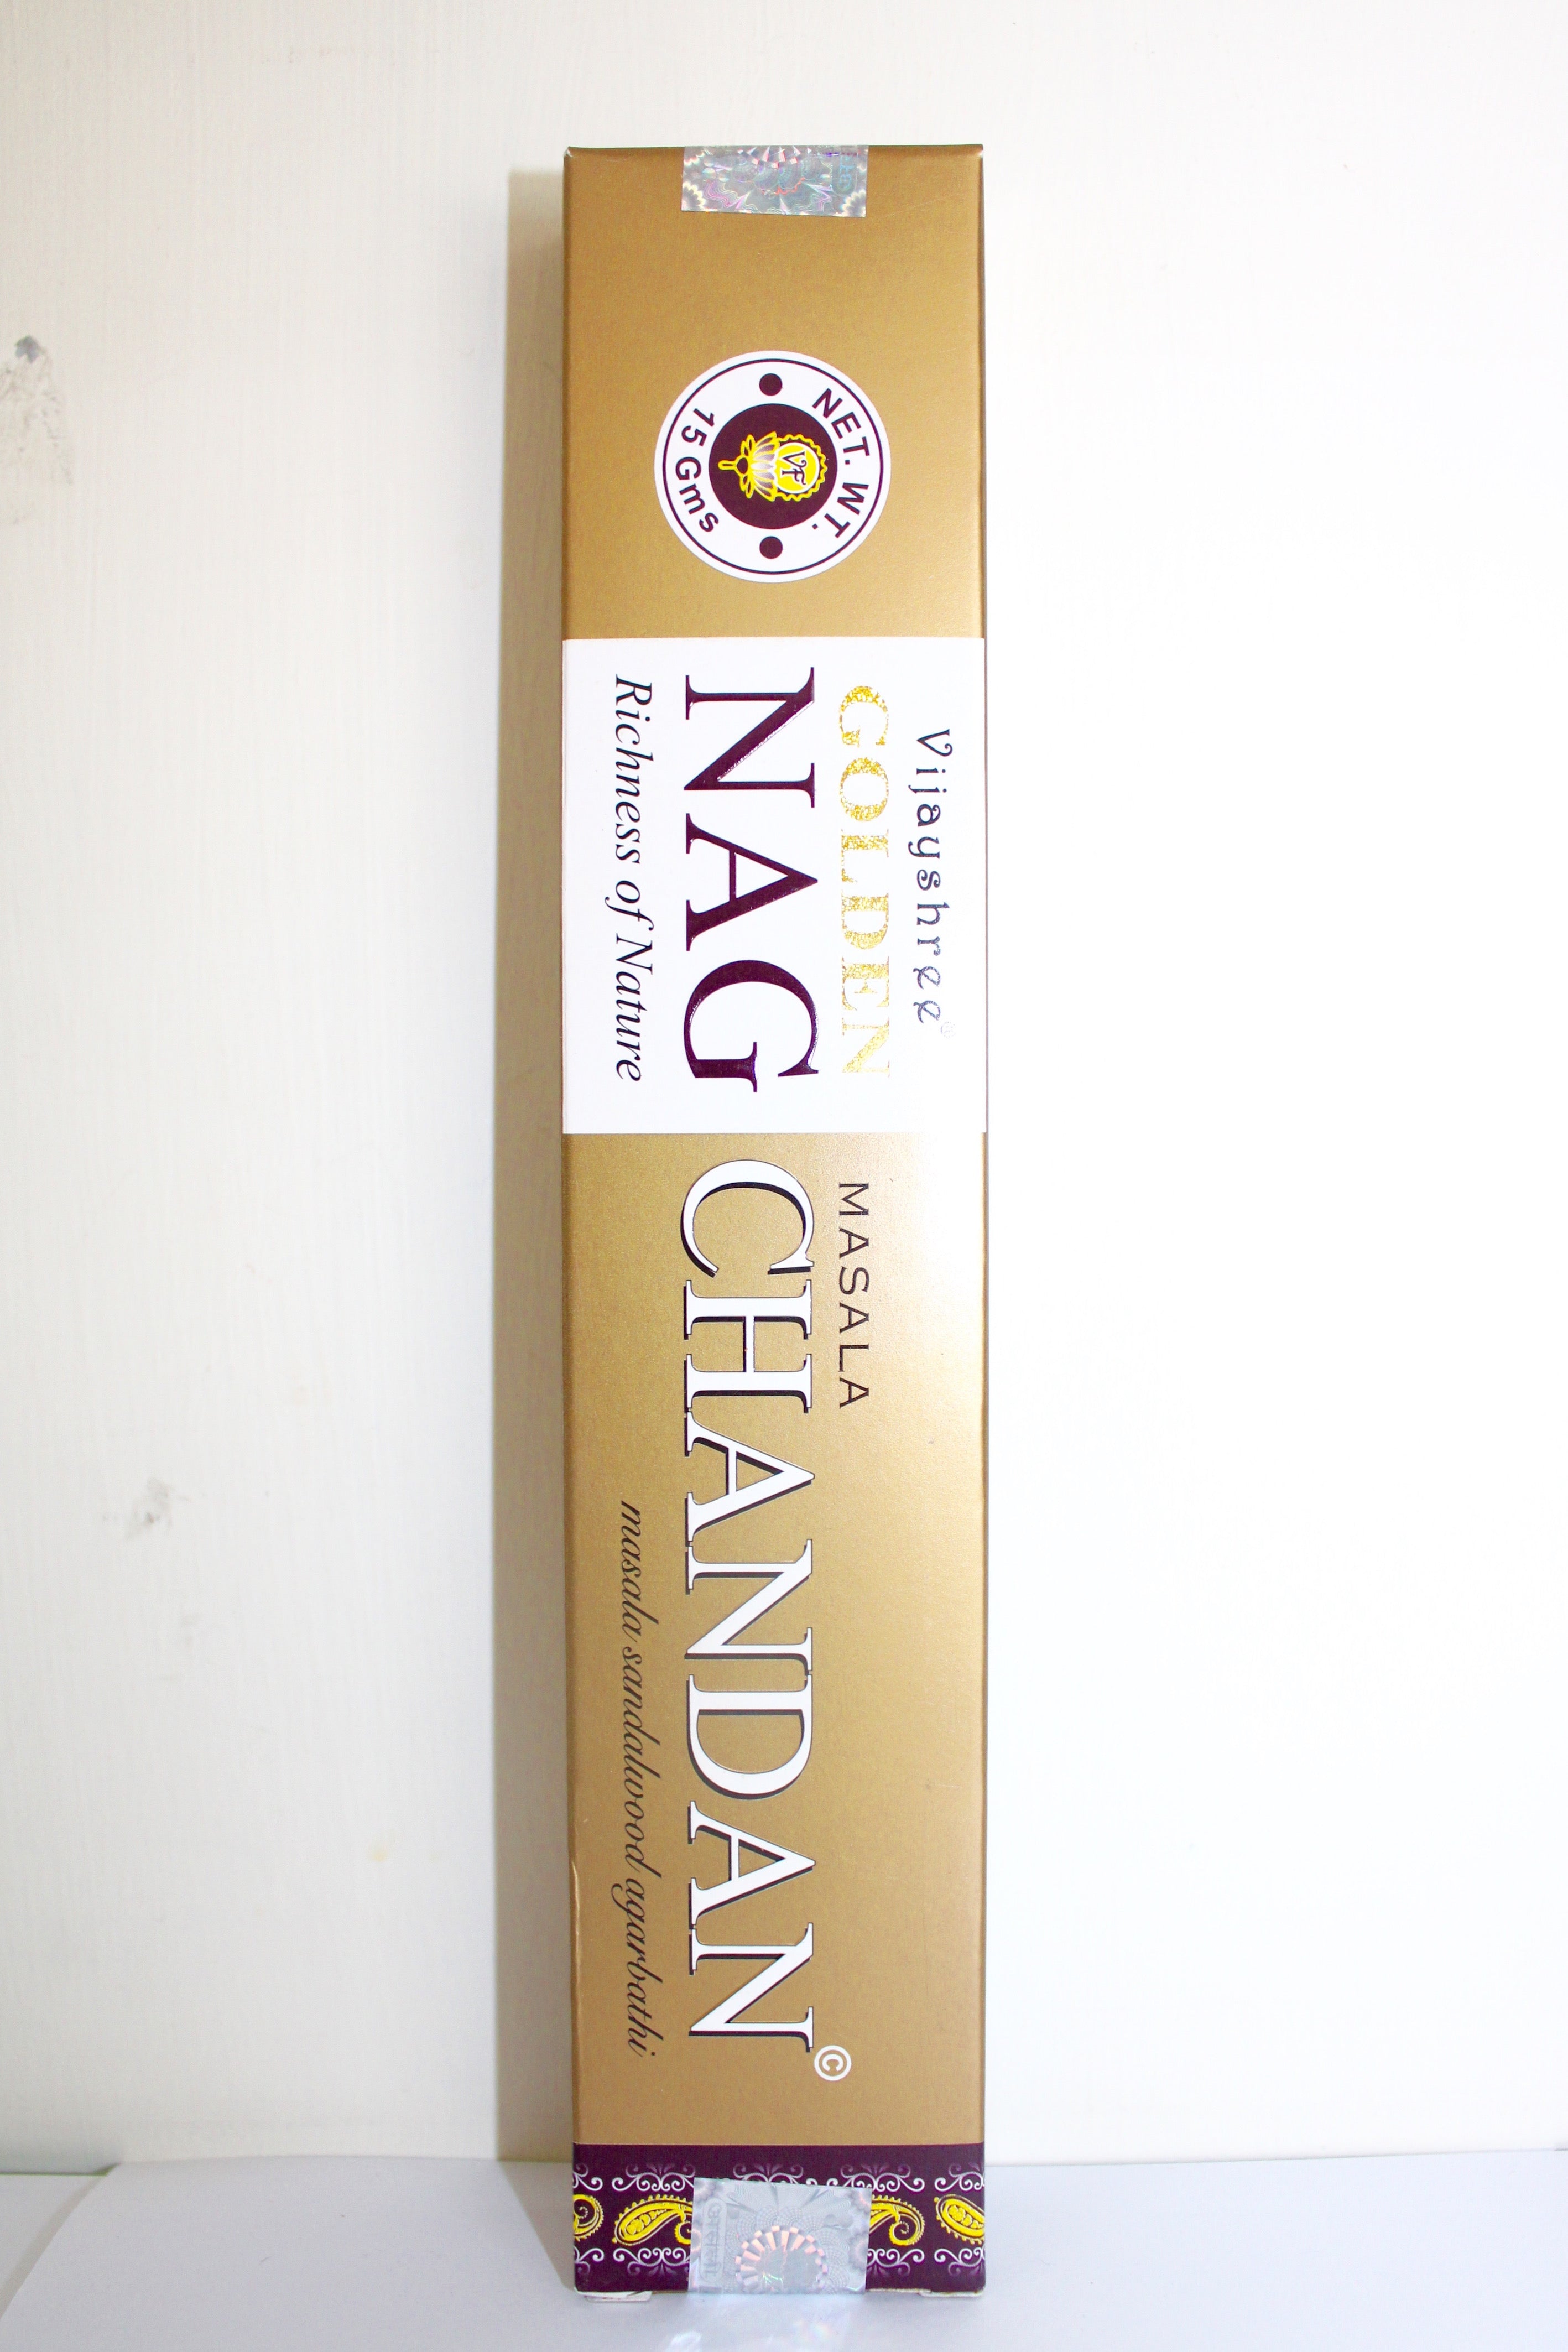 NET. WT.
VF
15 Gms
Vijayshree®
GOLDEN
NAG
Richness of Nature
MASALA
CHANDAN©
masala sandalwood agarbathi